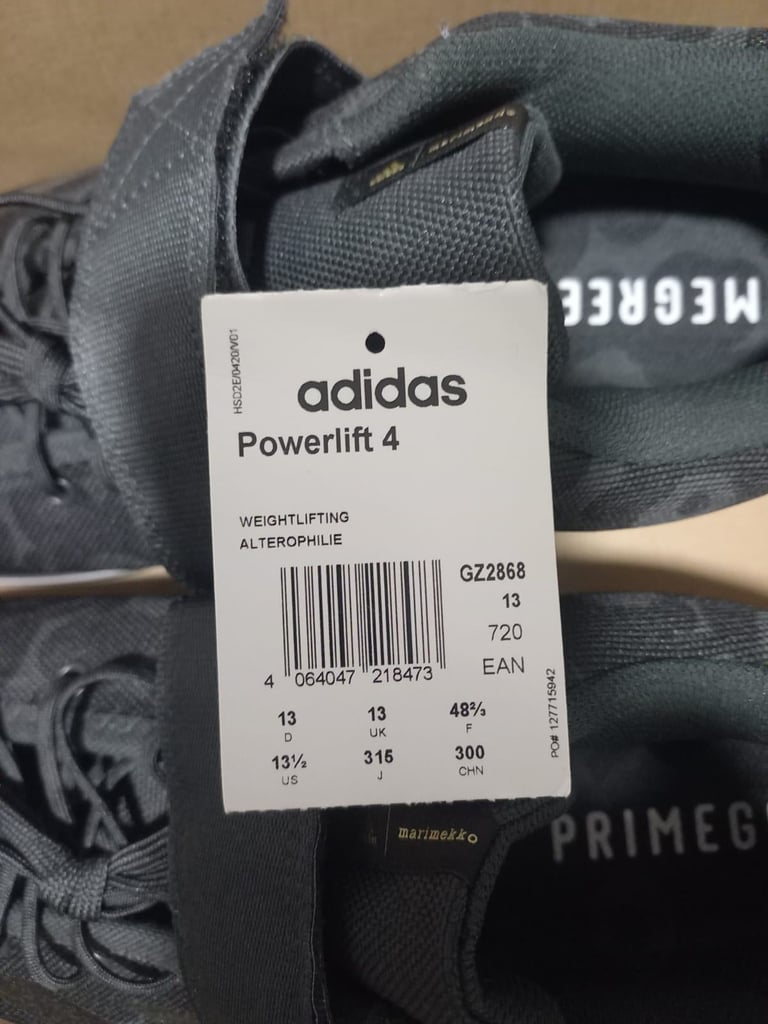 marimekko
MEGREE
HSD2E/0420/V01
adidas
Powerlift 4
WEIGHTLIFTING
ALTEROPHILIE
GZ2868
13
720
EAN
4 064047 218473
13 13 48⅔
D UK F
13½ 315 300
US J CHN
PO# 127715942
marimekko
PRIMEG